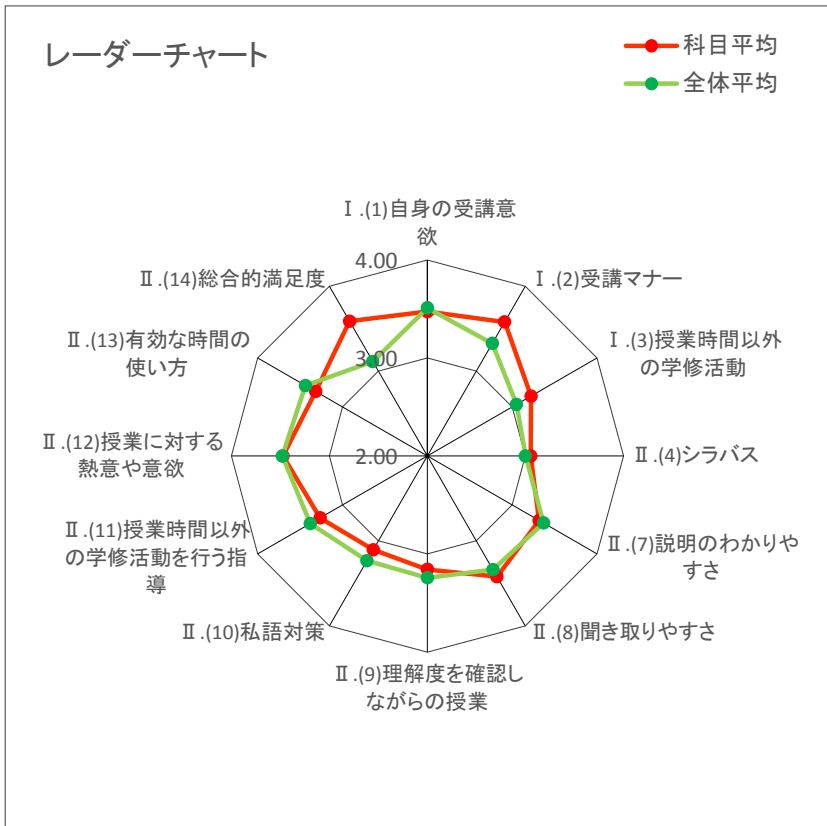 レーダーチャート
科目平均
全体平均
Ⅰ.(1)自身の受講意
欲
4.00
3.00
2.00
Ⅰ.(2)受講マナー
Ⅰ.(3)授業時間以外
の学修活動
Ⅱ.(4)シラバス
Ⅱ.(7)説明のわかりや
すさ
Ⅱ.(8)聞き取りやすさ
Ⅱ.(9)理解度を確認し
ながらの授業
Ⅱ.(10)私語対策
Ⅱ.(11)授業時間以外
の学修活動を行う指
導
Ⅱ.(12)授業に対する
熱意や意欲
Ⅱ.(13)有効な時間の
使い方
Ⅱ.(14)総合的満足度